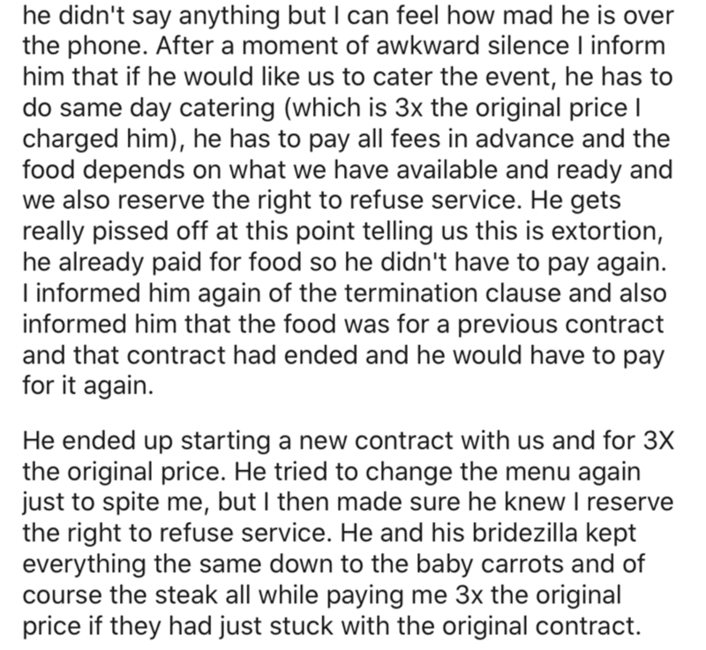 he didn't say anything but I can feel how mad he is over
the phone. After a moment of awkward silence I inform
him that if he would like us to cater the event, he has to
do same day catering (which is 3x the original price I
charged him), he has to pay all fees in advance and the
food depends on what we have available and ready and
we also reserve the right to refuse service. He gets
really pissed off at this point telling us this is extortion,
he already paid for food so he didn't have to pay again.
I informed him again of the termination clause and also
informed him that the food was for a previous contract
and that contract had ended and he would have to pay
for it again.
He ended up starting a new contract with us and for 3X
the original price. He tried to change the menu again
just to spite me, but I then made sure he knew I reserve
the right to refuse service. He and his bridezilla kept
everything the same down to the baby carrots and of
course the steak all while paying me 3x the original
price if they had just stuck with the original contract.